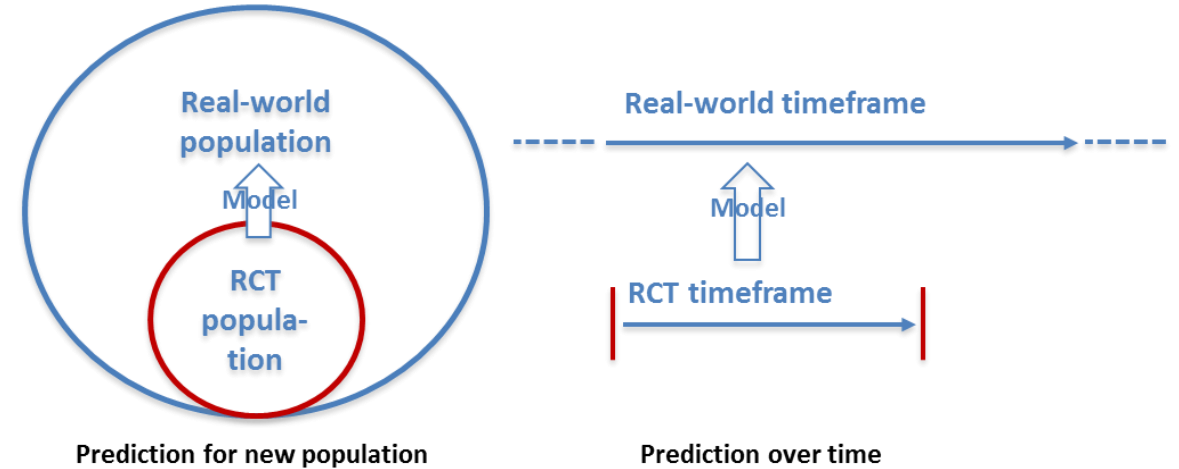 Real-world
population
Model
RCT
popula-
tion
Prediction for new population
Real-world timeframe
Model
RCT timeframe
Prediction over time